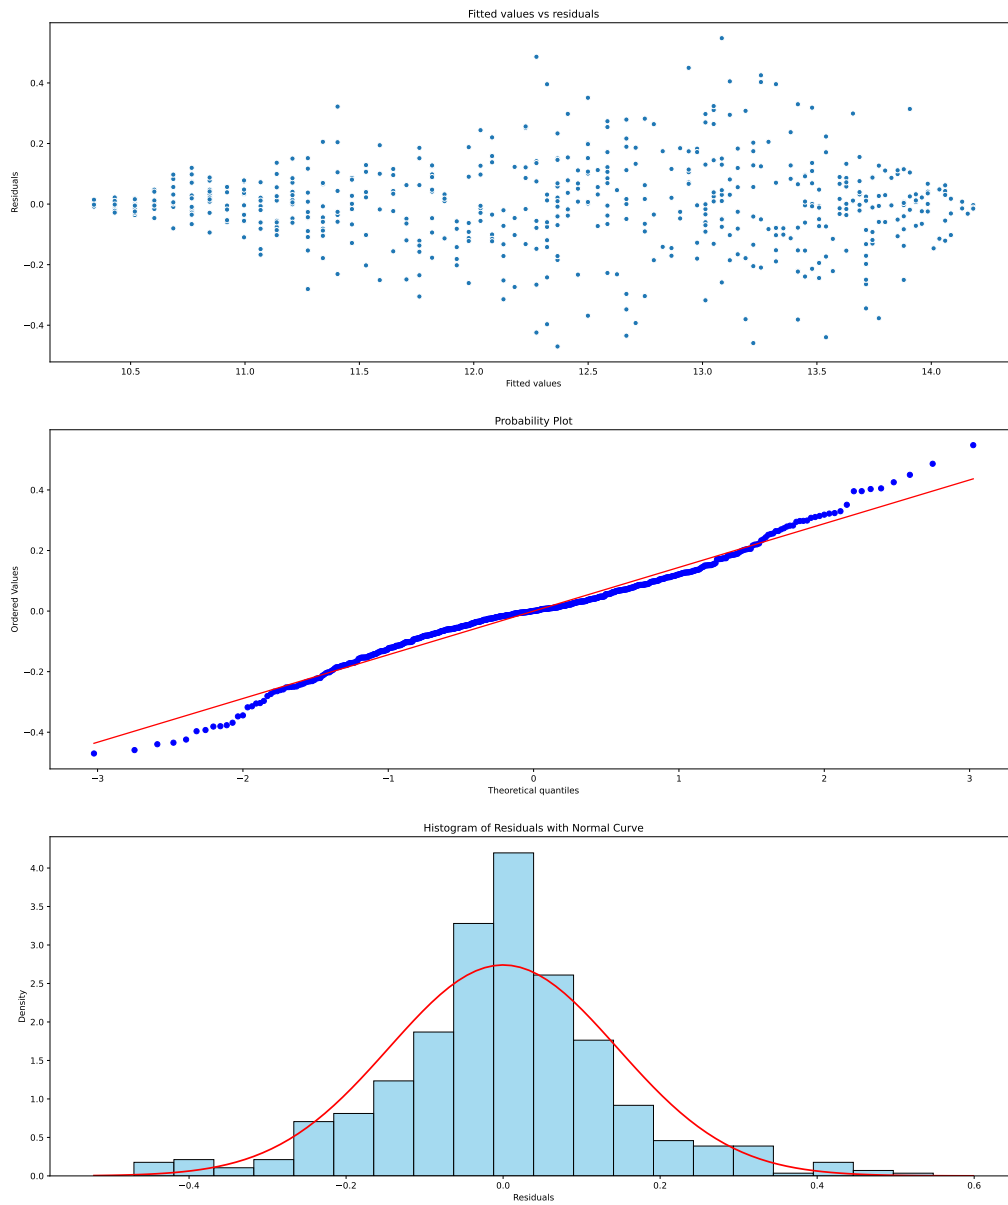 Fitted values vs residuals
0.4
0.2
0.0
−0.2
−0.4
Residuals
10.5 11.0 11.5 12.0 12.5 13.0 13.5 14.0
Fitted values
Probability Plot
0.4
0.2
0.0
−0.2
−0.4
Ordered Values
−3 −2 −1 0 1 2 3
Theoretical quantiles
Histogram of Residuals with Normal Curve
4.0
3.5
3.0
2.5
2.0
1.5
1.0
0.5
0.0
Density
−0.4 −0.2 0.0 0.2 0.4 0.6
Residuals